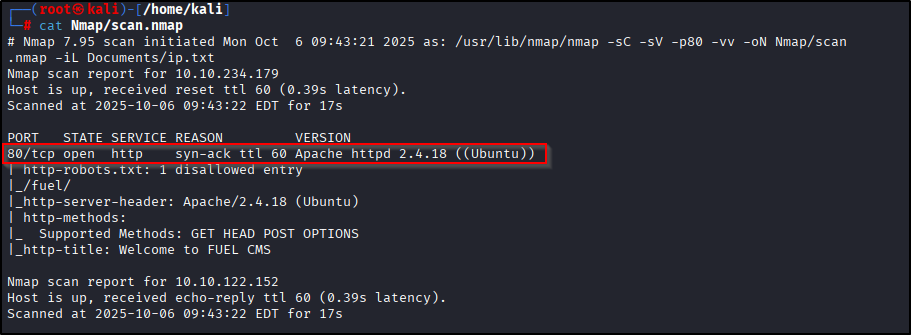 ┌──(root㉿kali)-[/home/kali]
└─# cat Nmap/scan.nmap
# Nmap 7.95 scan initiated Mon Oct  6 09:43:21 2025 as: /usr/lib/nmap/nmap -sC -sV -p80 -vv -oN Nmap/scan
.nmap -iL Documents/ip.txt
Nmap scan report for 10.10.234.179
Host is up, received reset ttl 60 (0.39s latency).
Scanned at 2025-10-06 09:43:22 EDT for 17s
PORT   STATE SERVICE REASON         VERSION
80/tcp open  http    syn-ack ttl 60 Apache httpd 2.4.18 ((Ubuntu))
| http-robots.txt: 1 disallowed entry
|_/fuel/
|_http-server-header: Apache/2.4.18 (Ubuntu)
| http-methods:
|_  Supported Methods: GET HEAD POST OPTIONS
|_http-title: Welcome to FUEL CMS
Nmap scan report for 10.10.122.152
Host is up, received echo-reply ttl 60 (0.39s latency).
Scanned at 2025-10-06 09:43:22 EDT for 17s